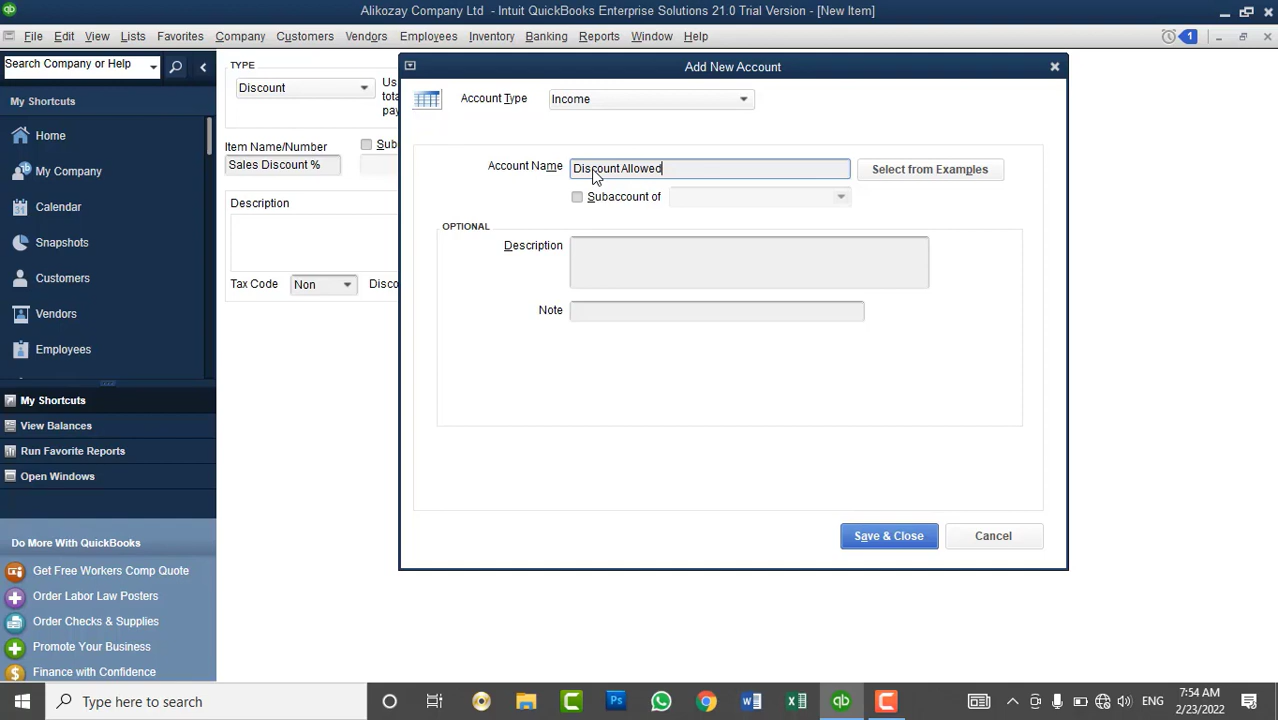 Alikozay Company Ltd - Intuit QuickBooks Enterprise Solutions 21.0 Trial Version - [New Item]
File Edit View Lists Favorites Company Customers Vendors Employees Inventory Banking Reports Window Help
1
Search Company or Help
My Shortcuts
Home
My Company
Calendar
Snapshots
Customers
Vendors
Employees
My Shortcuts
View Balances
Run Favorite Reports
Open Windows
Do More With QuickBooks
Get Free Workers Comp Quote
Order Labor Law Posters
Order Checks & Supplies
Promote Your Business
Finance with Confidence
TYPE
Discount
Us
tota
pay
Item Name/Number
Sub
Sales Discount %
Description
Tax Code Non Disco
Add New Account
Account Type Income
Account Name Discount Allowed Select from Examples
Subaccount of
OPTIONAL
Description
Note
Save & Close Cancel
Type here to search
ENG
7:54 AM
2/23/2022